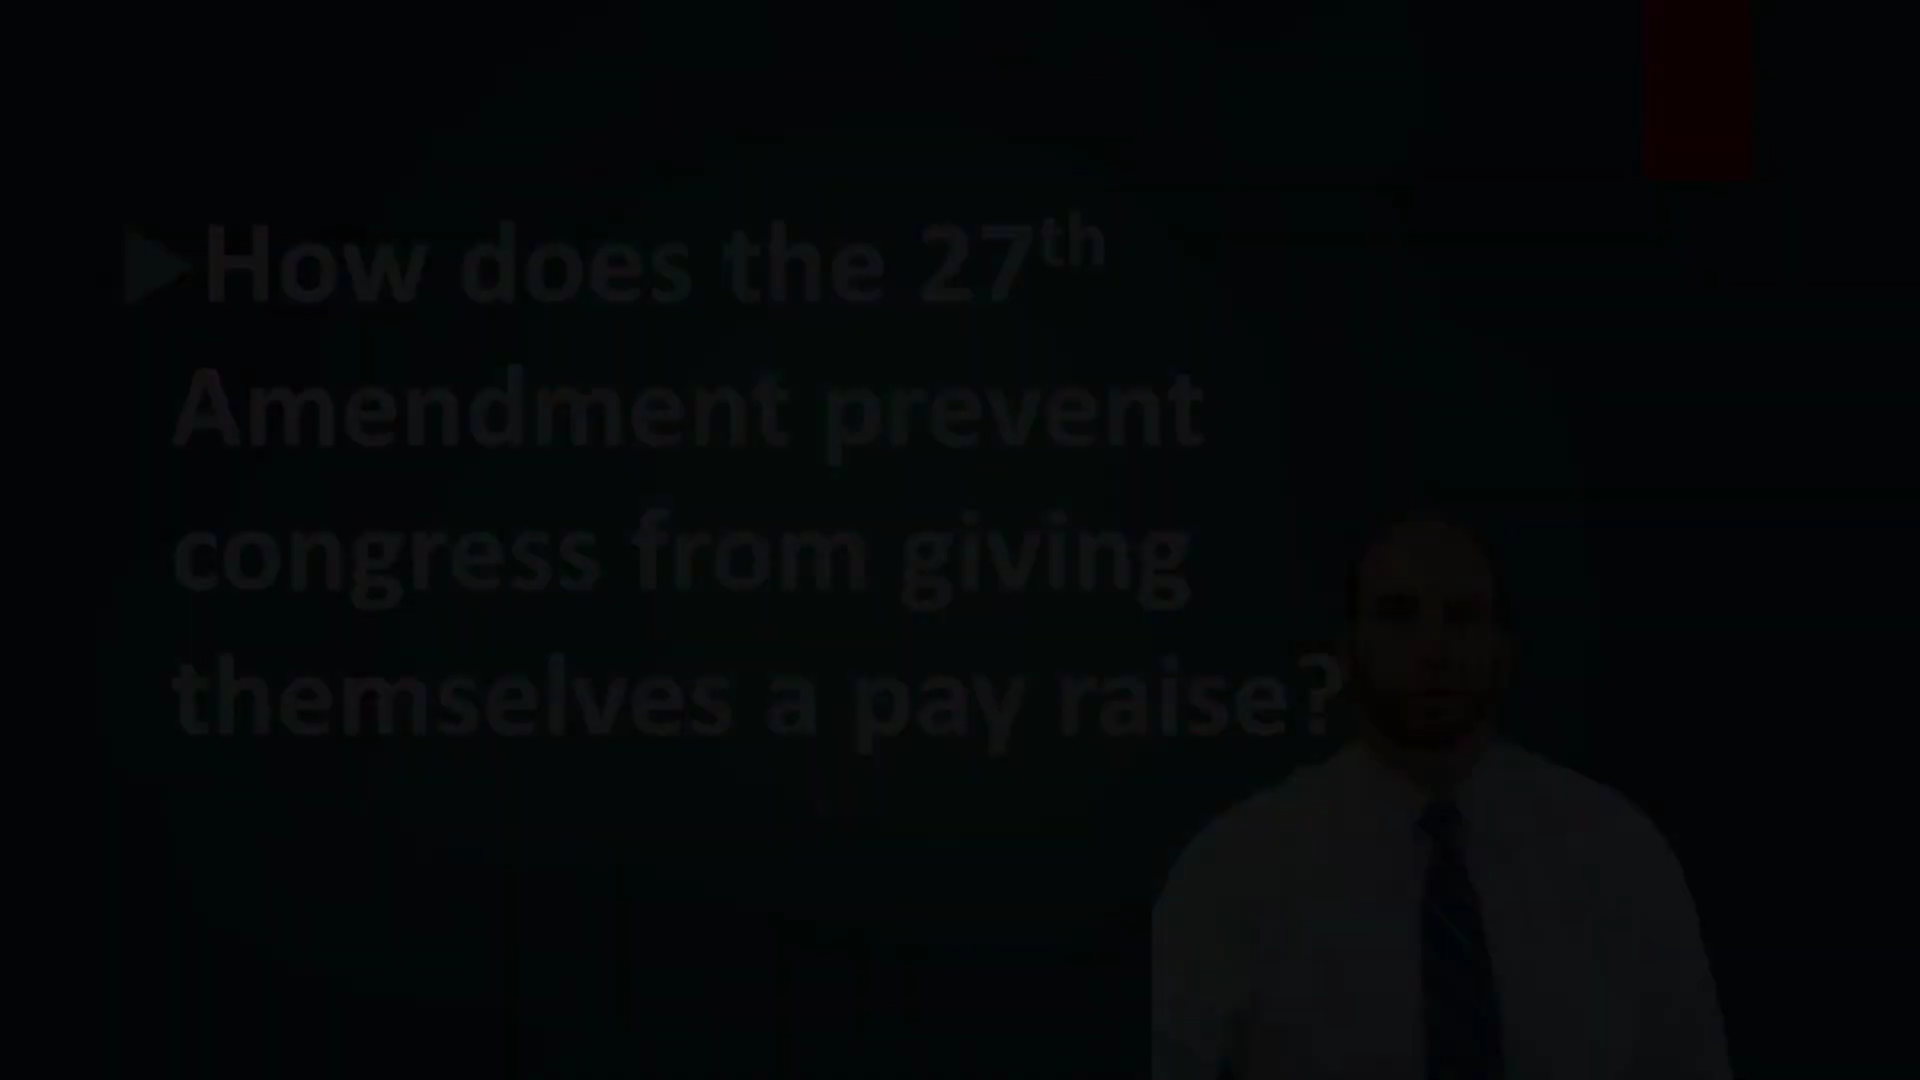 How does the 27th
Amendment prevent
congress from giving
themselves a pay raise?